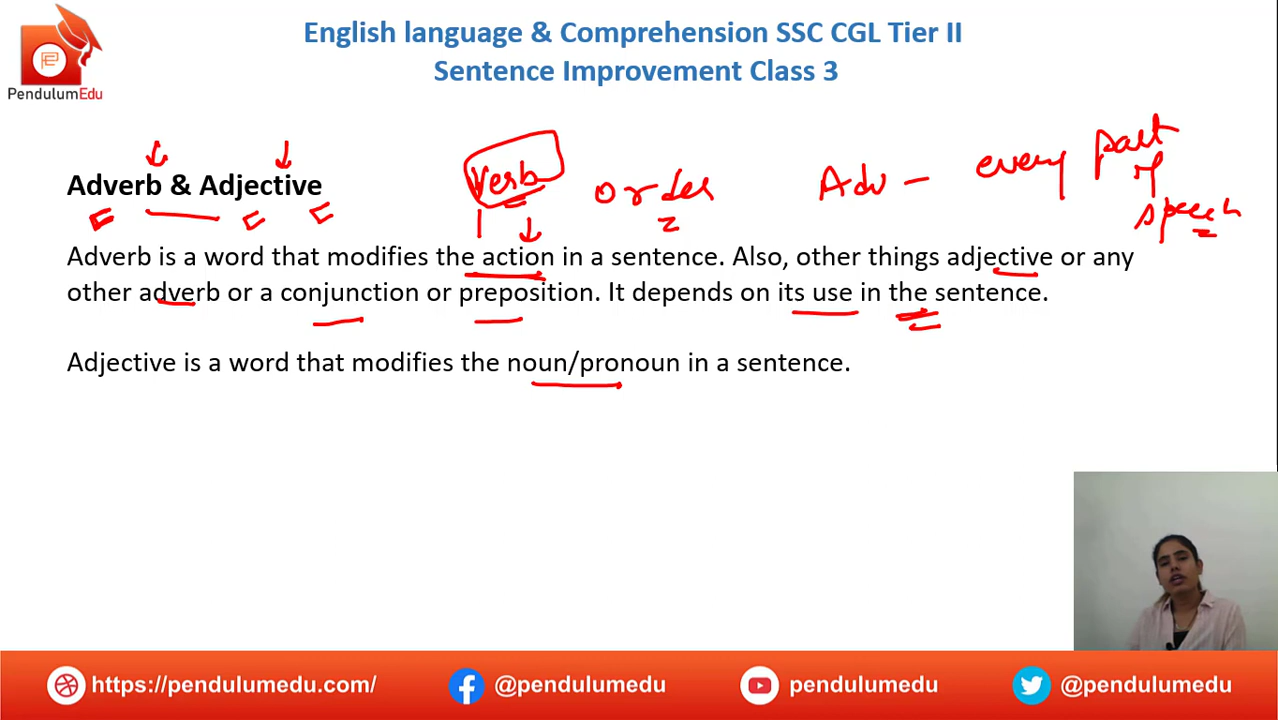 English language & Comprehension SSC CGL Tier II
Sentence Improvement Class 3
PendulumEdu
Adverb & Adjective
Verb order Adv - every part of speech
Adverb is a word that modifies the action in a sentence. Also, other things adjective or any
other adverb or a conjunction or preposition. It depends on its use in the sentence.
Adjective is a word that modifies the noun/pronoun in a sentence.
https://pendulumedu.com/ @pendulumedu pendulumedu @pendulumedu